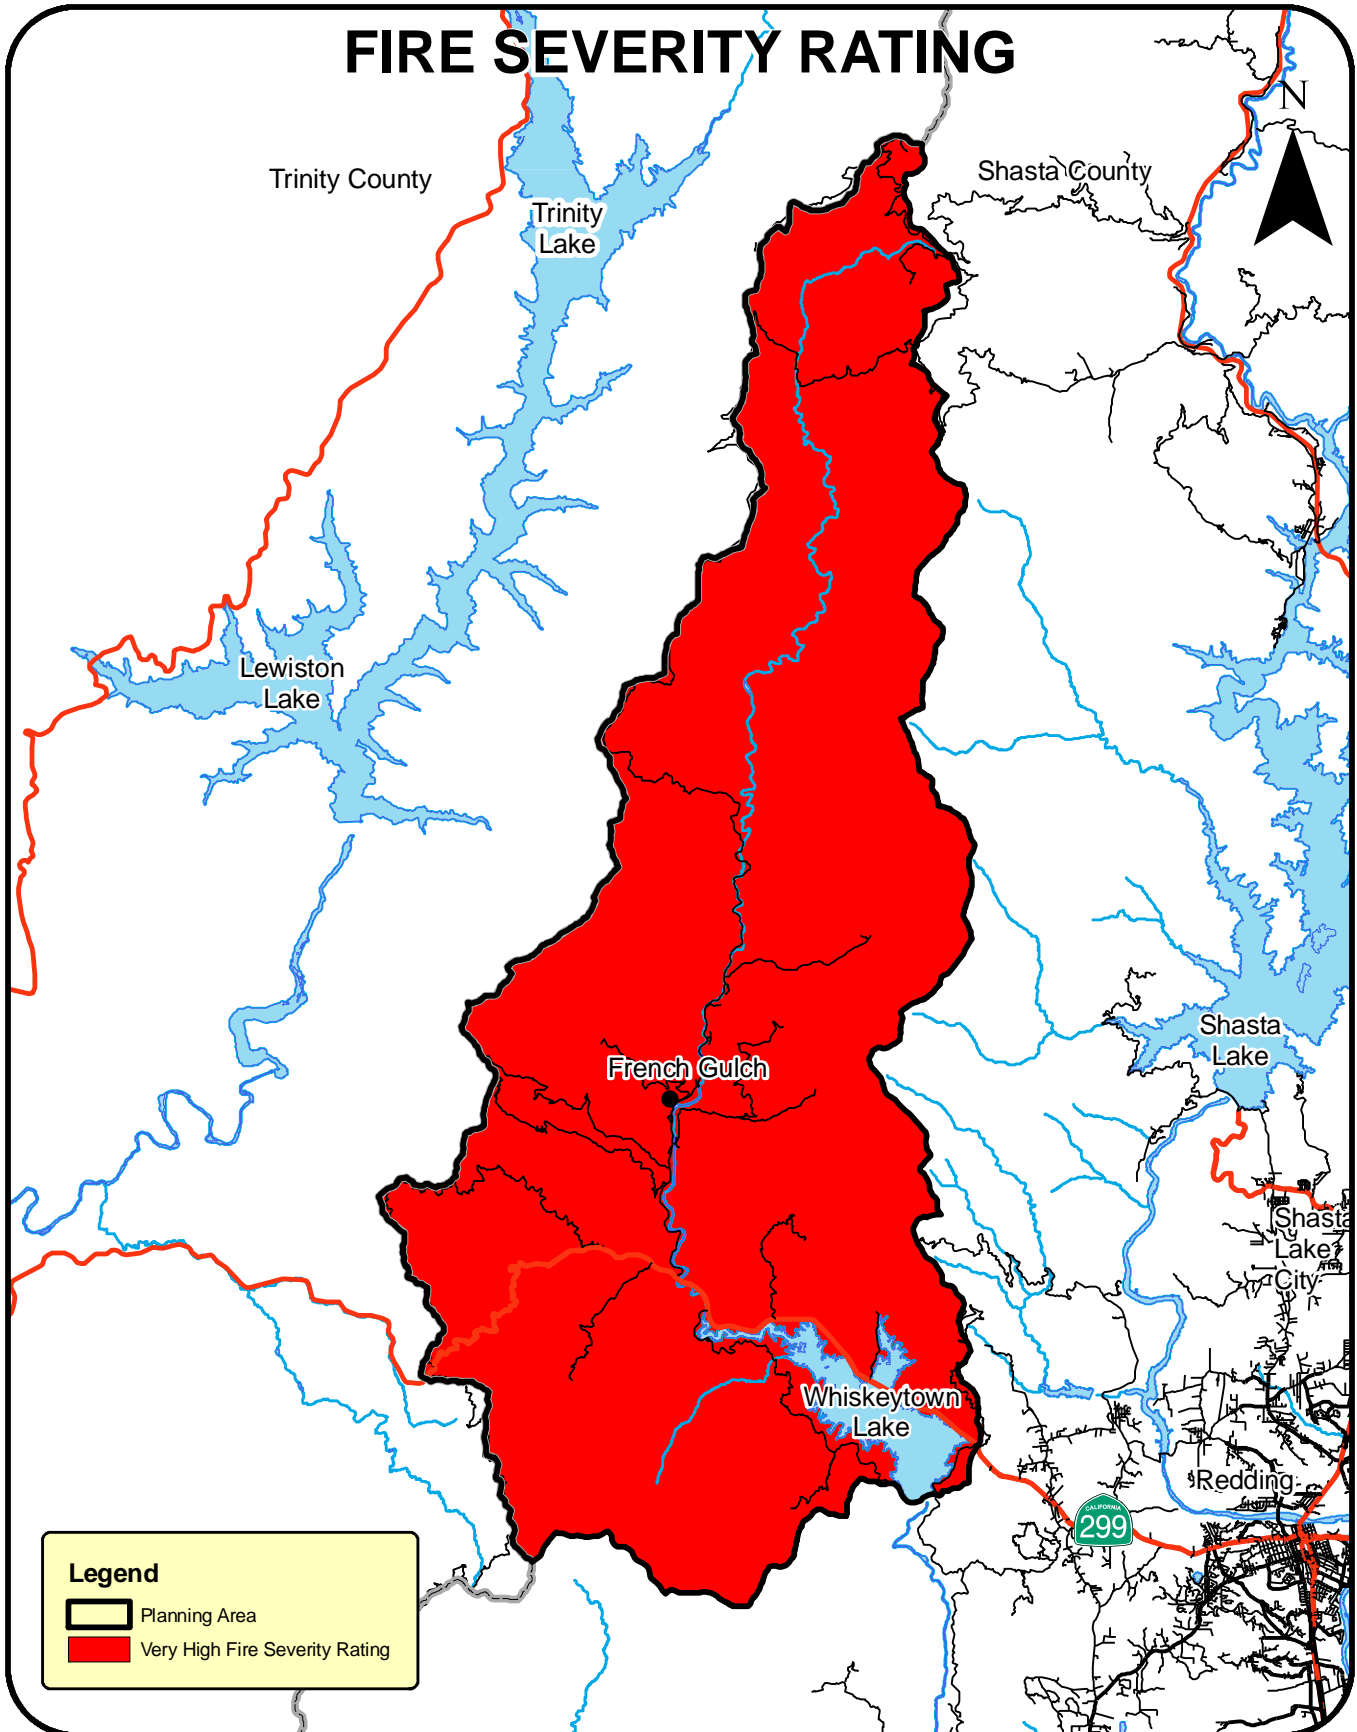 FIRE SEVERITY RATING
N
Trinity County
Shasta County
Trinity
Lake
Lewiston
Lake
Shasta
Lake
French Gulch
Shasta
Lake
City
Whiskeytown
Lake
Redding
CALIFORNIA
299
Legend
Planning Area
Very High Fire Severity Rating